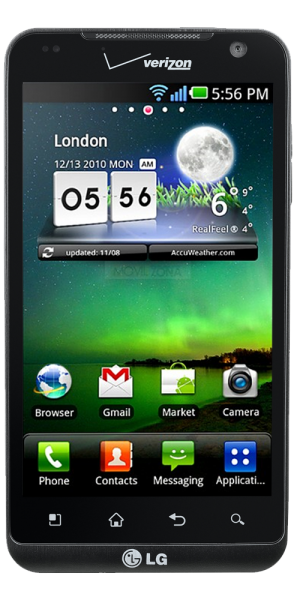 verizon
5:56 PM
London
12/13 2010 MON AM
05 56
6° 9°
4°
RealFeel ® 4°
updated: 11/08 AccuWeather.com
MOVILZONA
Browser Gmail Market Camera
Phone Contacts Messaging Applicati...
LG